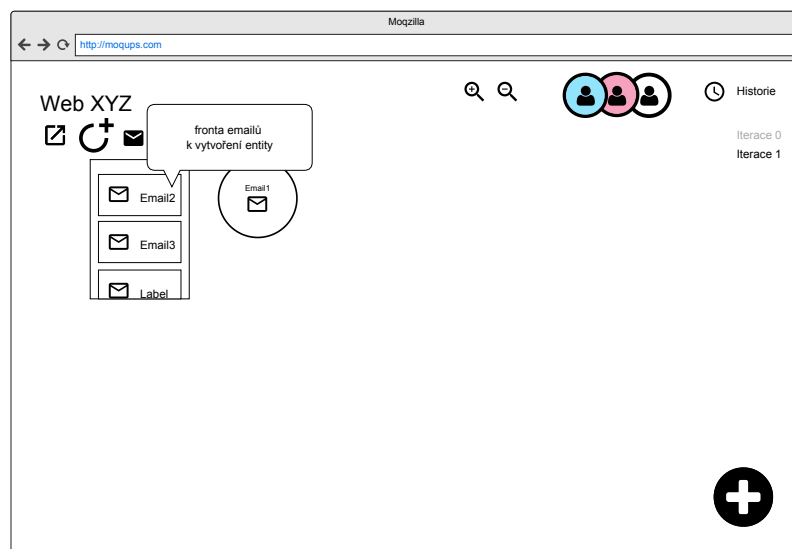 Moqzilla
http://moqups.com
Web XYZ
Historie
Iterace 0
Iterace 1
fronta emailů
k vytvoření entity
Email1
Email2
Email3
Label